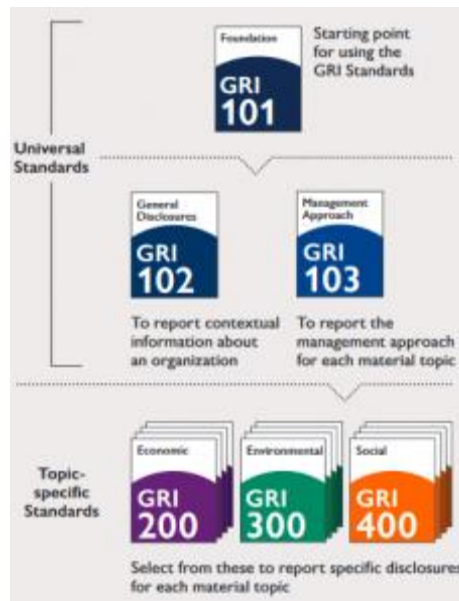 Foundation
GRI
101
Starting point
for using the
GRI Standards
Universal
Standards
General
Disclosures
GRI
102
Management
Approach
GRI
103
To report contextual
information about
an organization
To report the
management approach
for each material topic
Topic-
specific
Standards
Economic
GRI
200
Environmental
GRI
300
Social
GRI
400
Select from these to report specific disclosures
for each material topic